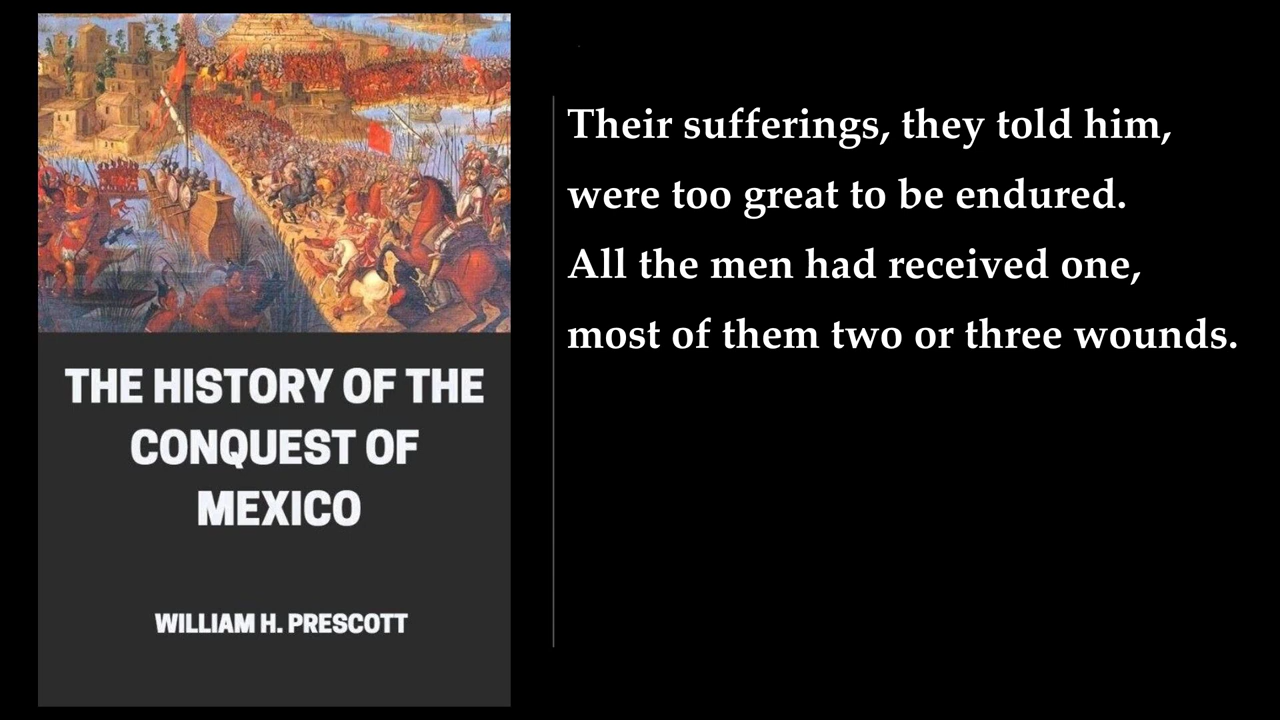 THE HISTORY OF THE
CONQUEST OF
MEXICO
WILLIAM H. PRESCOTT
Their sufferings, they told him,
were too great to be endured.
All the men had received one,
most of them two or three wounds.